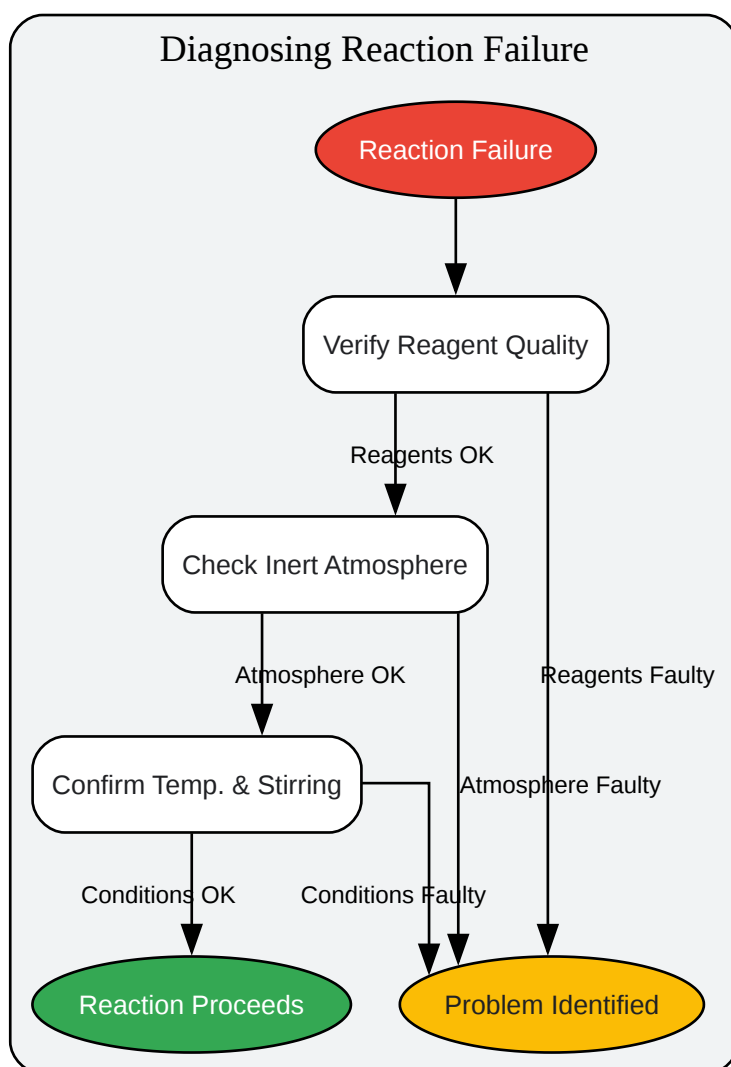 Diagnosing Reaction Failure
Reaction Failure
Verify Reagent Quality
Reagents OK
Check Inert Atmosphere
Atmosphere OK
Reagents Faulty
Confirm Temp. & Stirring
Atmosphere Faulty
Conditions OK
Conditions Faulty
Reaction Proceeds
Problem Identified